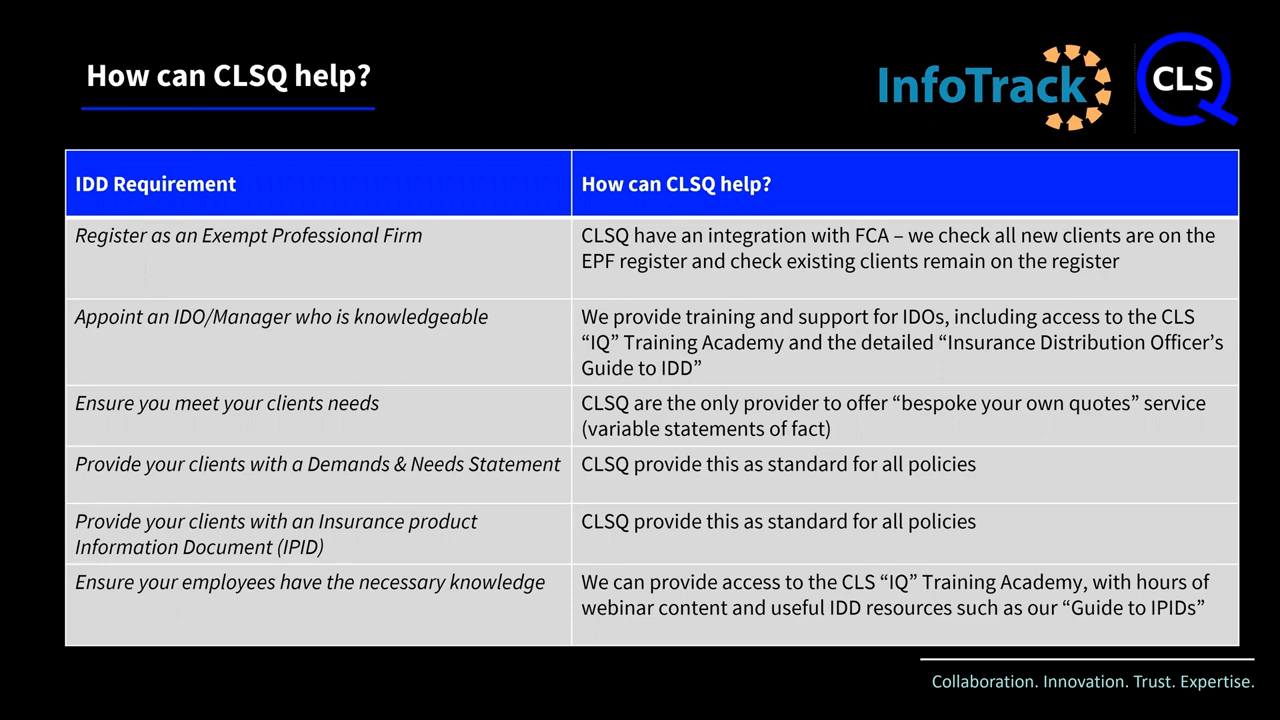 How can CLSQ help?
InfoTrack
CLS
IDD Requirement
How can CLSQ help?
Register as an Exempt Professional Firm
CLSQ have an integration with FCA – we check all new clients are on the
EPF register and check existing clients remain on the register
Appoint an IDO/Manager who is knowledgeable
We provide training and support for IDOs, including access to the CLS
“IQ” Training Academy and the detailed “Insurance Distribution Officer’s
Guide to IDD”
Ensure you meet your clients needs
CLSQ are the only provider to offer “bespoke your own quotes” service
(variable statements of fact)
Provide your clients with a Demands & Needs Statement
CLSQ provide this as standard for all policies
Provide your clients with an Insurance product
Information Document (IPID)
CLSQ provide this as standard for all policies
Ensure your employees have the necessary knowledge
We can provide access to the CLS “IQ” Training Academy, with hours of
webinar content and useful IDD resources such as our “Guide to IPIDs”
Collaboration. Innovation. Trust. Expertise.